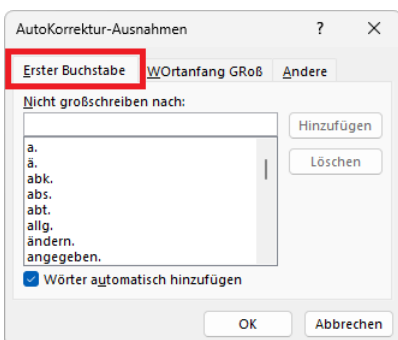 AutoKorrektur-Ausnahmen ? ×
Erster Buchstabe WOrtanfang GRoß Andere
Nicht großschreiben nach:
Hinzufügen
Löschen
a.
ä.
abk.
abs.
abt.
allg.
ändern.
angegeben.
Wörter automatisch hinzufügen
OK Abbrechen